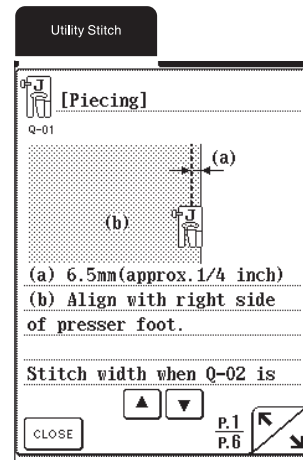 Utility Stitch
J
[Piecing]
Q-01
(a)
J
(b)
(a) 6.5mm(approx.1/4 inch)
(b) Align with right side
of presser foot.
Stitch width when Q-02 is
CLOSE
P.1
P.6